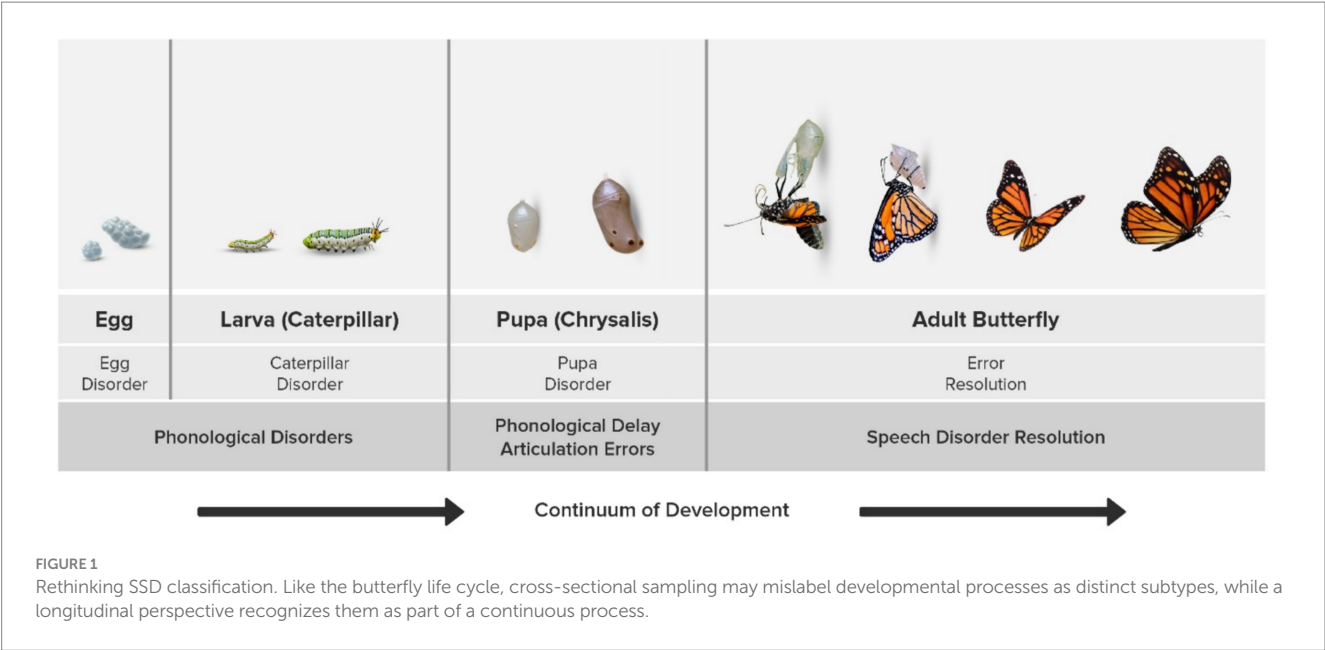 Egg
Larva (Caterpillar)
Pupa (Chrysalis)
Adult Butterfly
Egg
Disorder
Caterpillar
Disorder
Pupa
Disorder
Error
Resolution
Phonological Disorders
Phonological Delay
Articulation Errors
Speech Disorder Resolution
Continuum of Development
FIGURE 1
Rethinking SSD classification. Like the butterfly life cycle, cross-sectional sampling may mislabel developmental processes as distinct subtypes, while a
longitudinal perspective recognizes them as part of a continuous process.